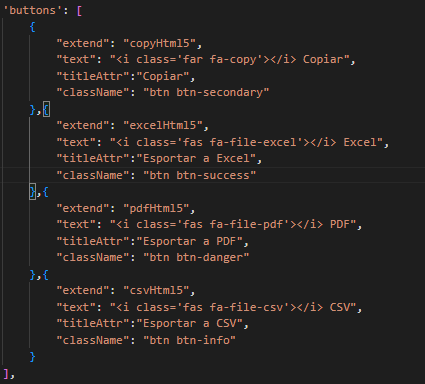 'buttons': [
{
"extend": "copyHtml5",
"text": "<i class='far fa-copy'></i> Copiar",
"titleAttr":"Copiar",
"className": "btn btn-secondary"
},{
"extend": "excelHtml5",
"text": "<i class='fas fa-file-excel'></i> Excel",
"titleAttr":"Esportar a Excel",
"className": "btn btn-success"
},{
"extend": "pdfHtml5",
"text": "<i class='fas fa-file-pdf'></i> PDF",
"titleAttr":"Esportar a PDF",
"className": "btn btn-danger"
},{
"extend": "csvHtml5",
"text": "<i class='fas fa-file-csv'></i> CSV",
"titleAttr":"Esportar a CSV",
"className": "btn btn-info"
}
],